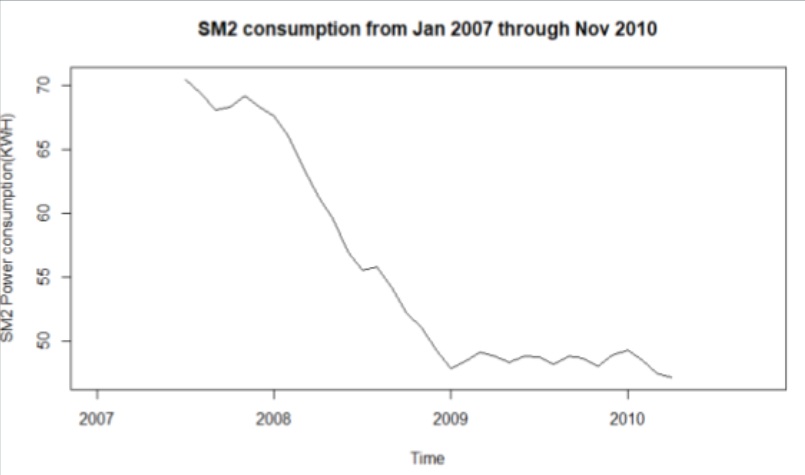 SM2 consumption from Jan 2007 through Nov 2010
SM2 Power consumption(KWH)
70
65
60
55
50
2007 2008 2009 2010
Time